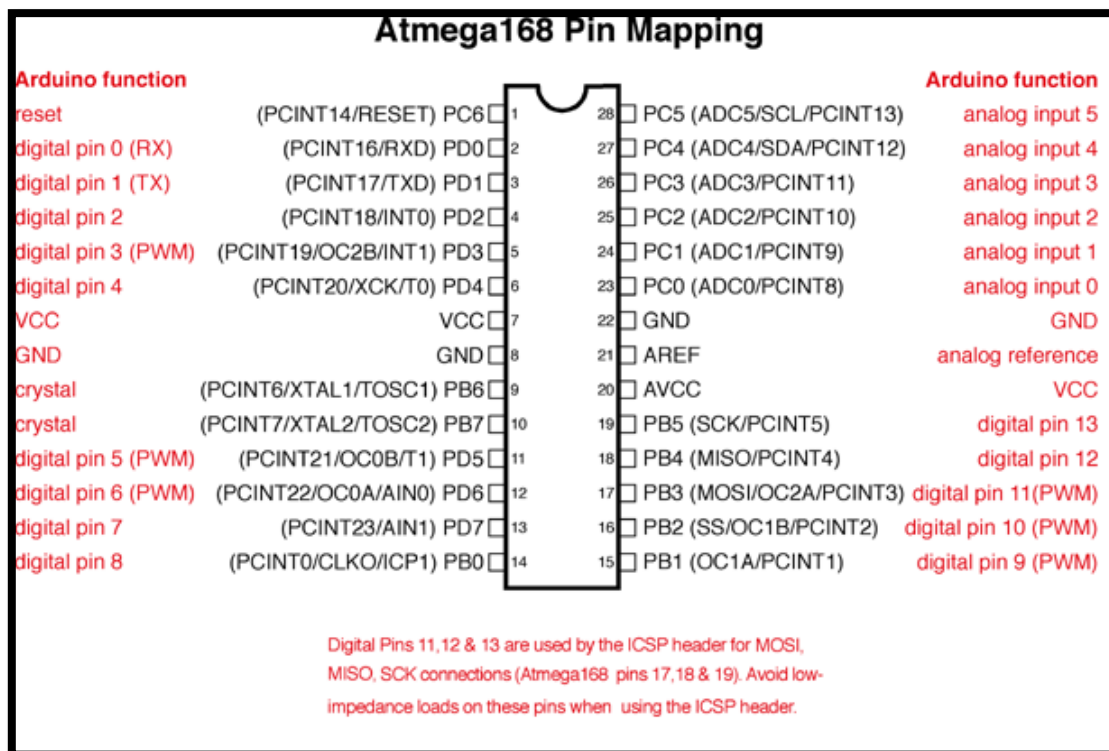 Atmega168 Pin Mapping
Arduino function Arduino function
reset (PCINT14/RESET) PC6 1 28 PC5 (ADC5/SCL/PCINT13) analog input 5
digital pin 0 (RX) (PCINT16/RXD) PD0 2 27 PC4 (ADC4/SDA/PCINT12) analog input 4
digital pin 1 (TX) (PCINT17/TXD) PD1 3 26 PC3 (ADC3/PCINT11) analog input 3
digital pin 2 (PCINT18/INT0) PD2 4 25 PC2 (ADC2/PCINT10) analog input 2
digital pin 3 (PWM) (PCINT19/OC2B/INT1) PD3 5 24 PC1 (ADC1/PCINT9) analog input 1
digital pin 4 (PCINT20/XCK/T0) PD4 6 23 PC0 (ADC0/PCINT8) analog input 0
VCC VCC 7 22 GND GND
GND GND 8 21 AREF analog reference
crystal (PCINT6/XTAL1/TOSC1) PB6 9 20 AVCC VCC
crystal (PCINT7/XTAL2/TOSC2) PB7 10 19 PB5 (SCK/PCINT5) digital pin 13
digital pin 5 (PWM) (PCINT21/OC0B/T1) PD5 11 18 PB4 (MISO/PCINT4) digital pin 12
digital pin 6 (PWM) (PCINT22/OC0A/AIN0) PD6 12 17 PB3 (MOSI/OC2A/PCINT3) digital pin 11(PWM)
digital pin 7 (PCINT23/AIN1) PD7 13 16 PB2 (SS/OC1B/PCINT2) digital pin 10 (PWM)
digital pin 8 (PCINT0/CLKO/ICP1) PB0 14 15 PB1 (OC1A/PCINT1) digital pin 9 (PWM)
Digital Pins 11,12 & 13 are used by the ICSP header for MOSI,
MISO, SCK connections (Atmega168 pins 17,18 & 19). Avoid low-
impedance loads on these pins when using the ICSP header.